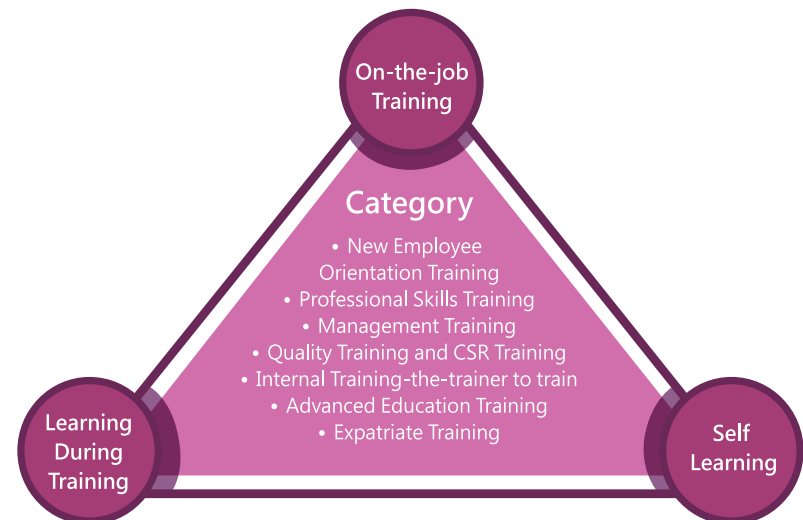 On-the-job
Training
Category
• New Employee
Orientation Training
• Professional Skills Training
• Management Training
• Quality Training and CSR Training
• Internal Training-the-trainer to train
• Advanced Education Training
• Expatriate Training
Learning
During
Training
Self
Learning